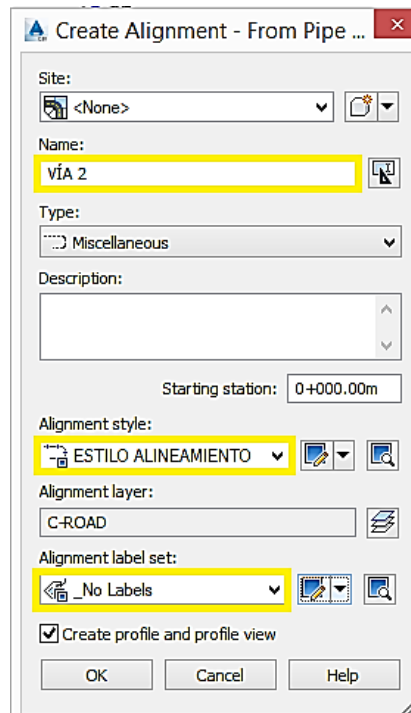 Create Alignment - From Pipe ...
Site:
<None>
Name:
VÍA 2
Type:
Miscellaneous
Description:
Starting station: 0+000.00m
Alignment style:
ESTILO ALINEAMIENTO
Alignment layer:
C-ROAD
Alignment label set:
_No Labels
Create profile and profile view
OK Cancel Help